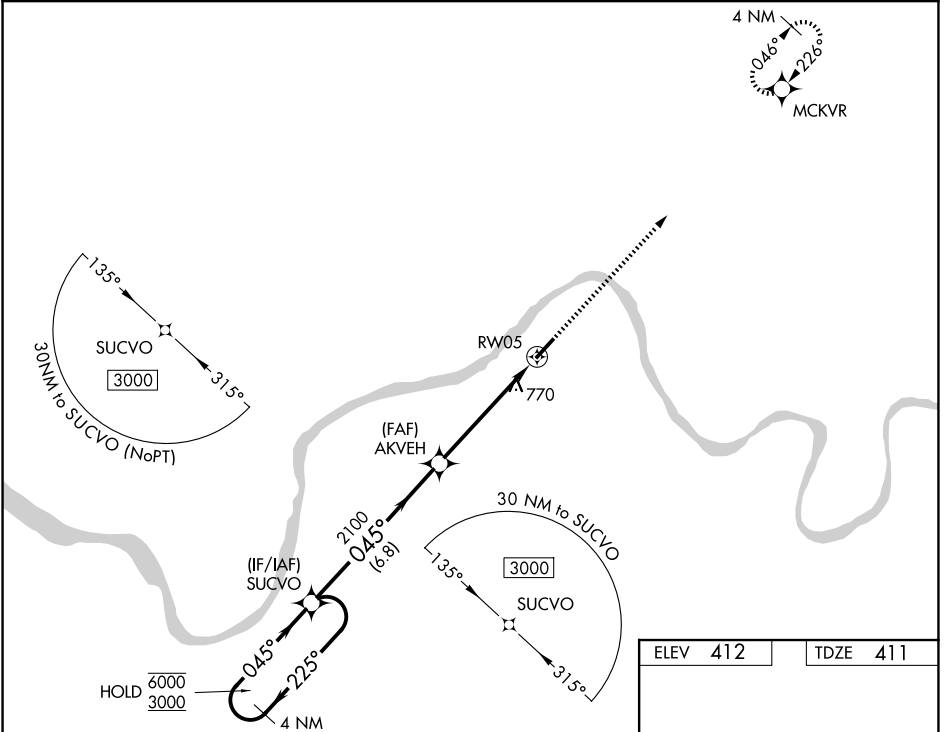 4 NM
046°
226°
MCKVR
135°
SUCVO
3000
315°
30NM to SUCVO (NoPT)
RW05
770
(FAF)
AKVEH
2100
045°
(6.8)
(IF/IAF)
SUCVO
30 NM to SUCVO
135°
3000
SUCVO
315°
045°
225°
HOLD 6000
3000
4 NM
ELEV 412
TDZE 411